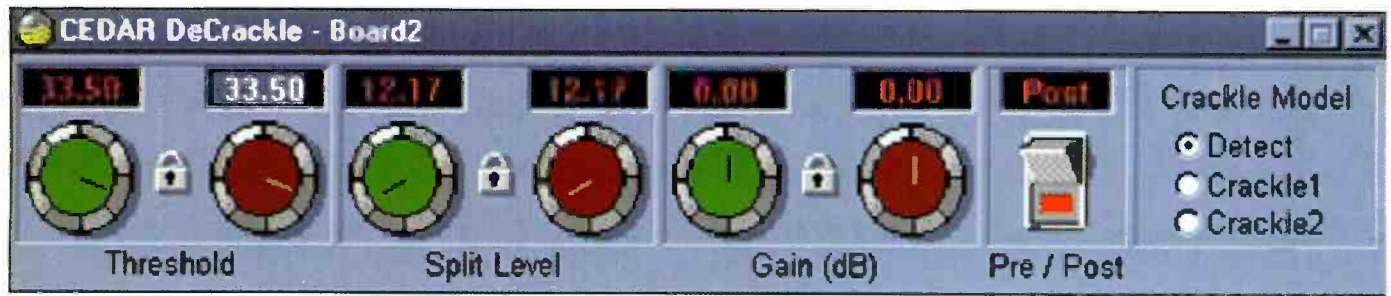 CEDAR DeCrackle - Board2
33.50 33.50 12.17 12.17 0.00 0.00 Post
Crackle Model
Detect
Crackle1
Crackle2
Threshold Split Level Gain (dB) Pre / Post